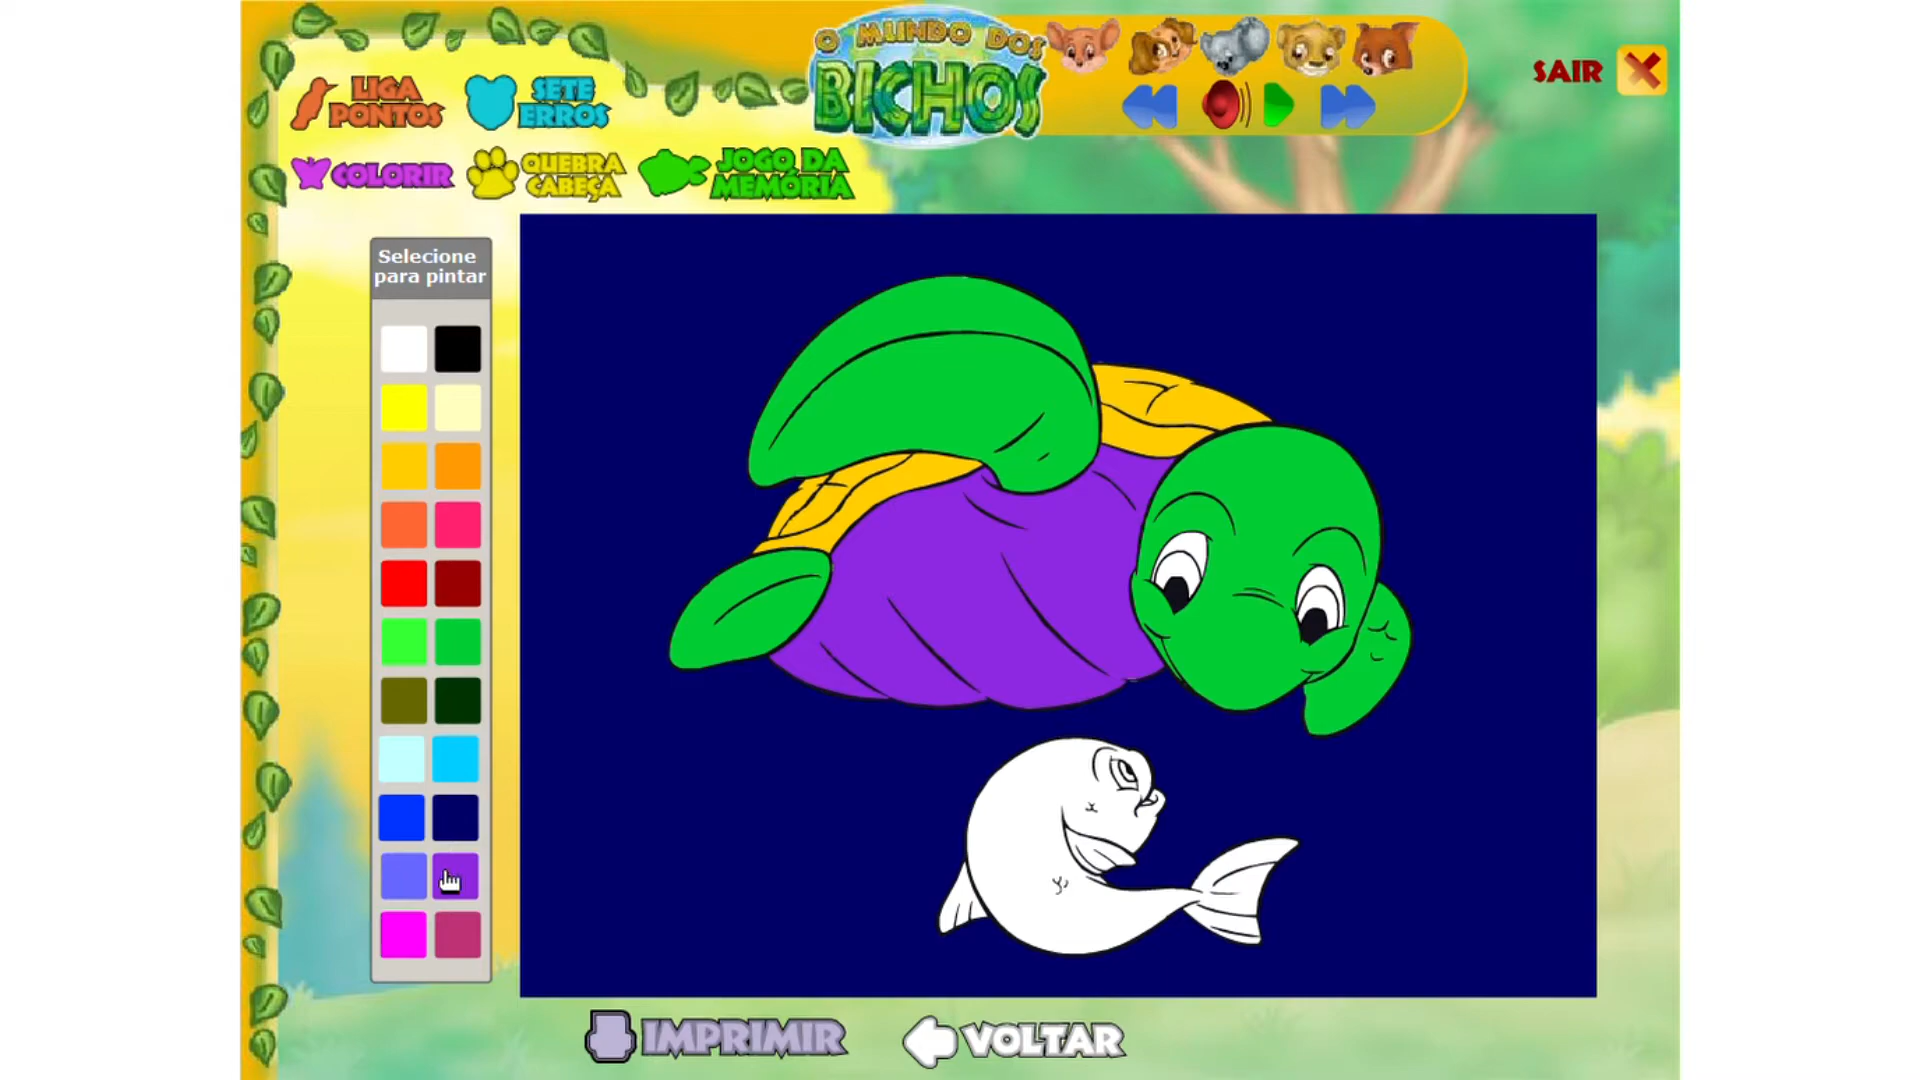 O MUNDO DOS
BICHOS
SAIR
LIGA
PONTOS
SETE
ERROS
COLORIR
QUEBRA
CABEÇA
JOGO DA
MEMÓRIA
Selecione
para pintar
IMPRIMIR
VOLTAR